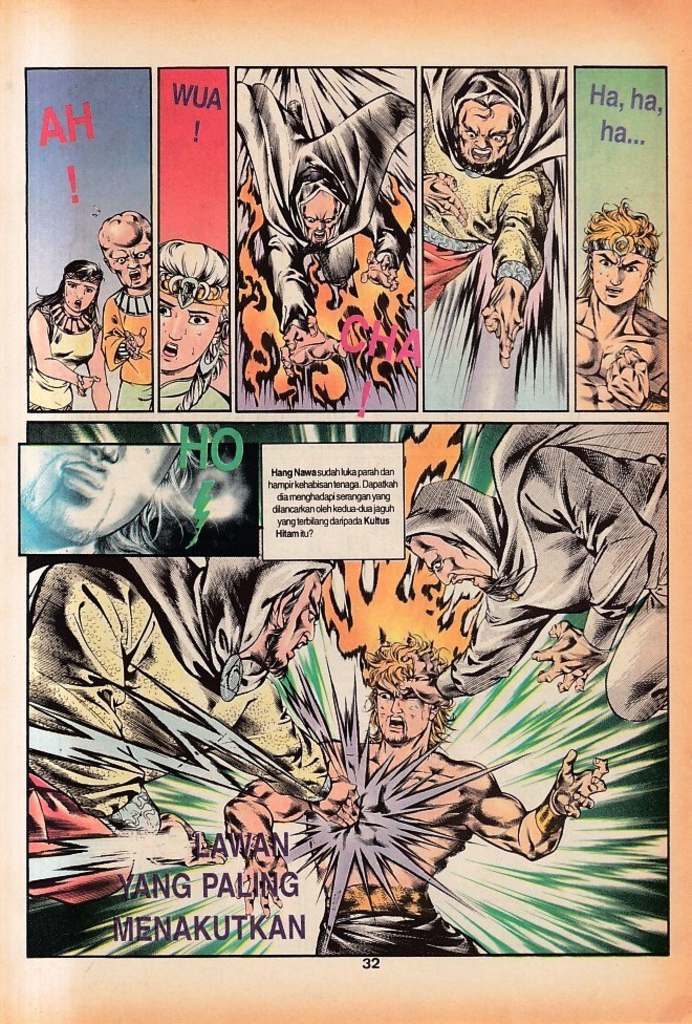 AH
!
WUA
!
CHA
!
Ha, ha,
ha...
HO
Hang Nawa sudah luka parah dan
hampir kehabisan tenaga. Dapatkah
dia menghadapi serangan yang
dilancarkan oleh kedua-dua jaguh
yang terbilang daripada Kultus
Hitam itu?
LAWAN
YANG PALING
MENAKUTKAN
32